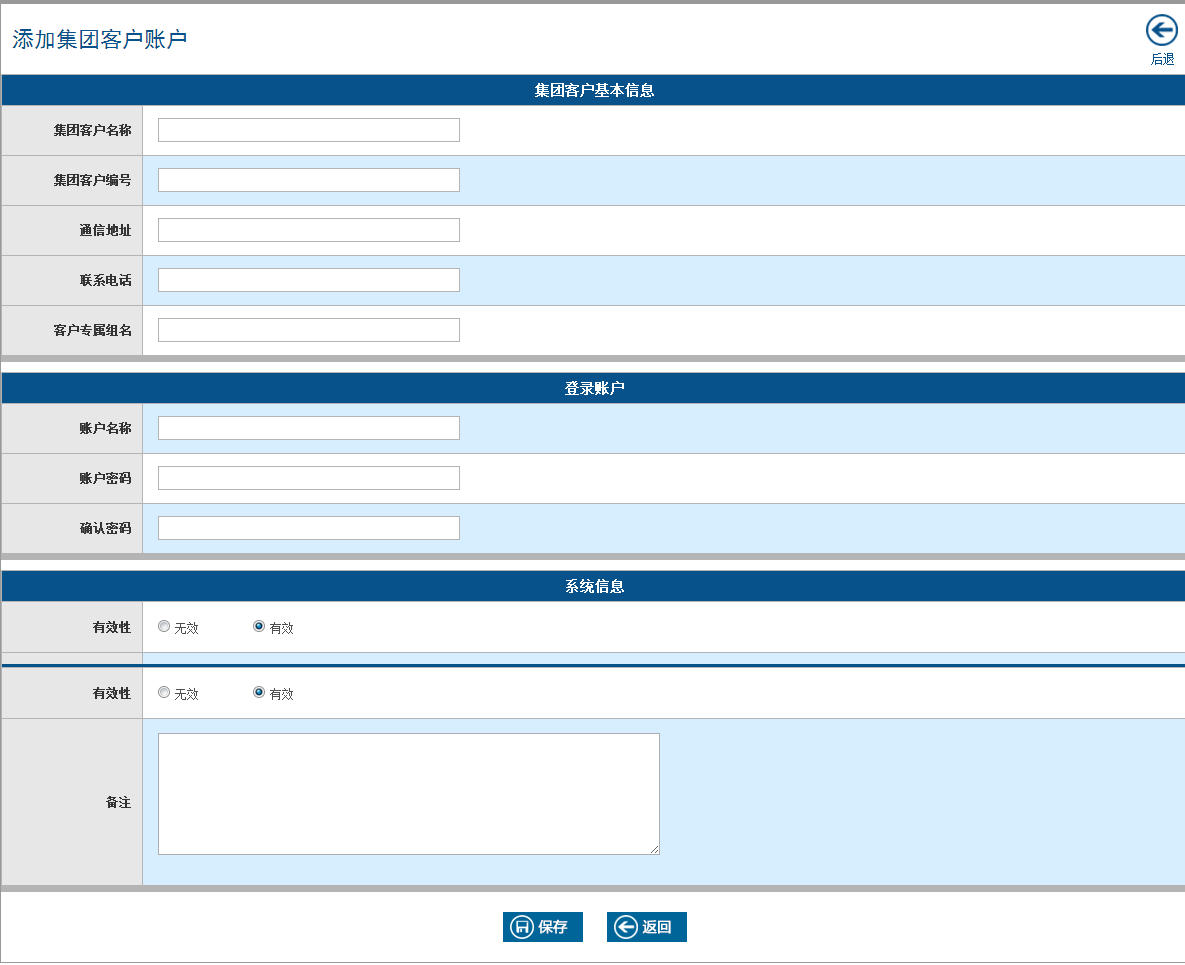 添加集团客户账户
后退
集团客户基本信息
集团客户名称
集团客户编号
通信地址
联系电话
客户专属组名
登录账户
账户名称
账户密码
确认密码
系统信息
有效性 无效 有效
有效性 无效 有效
备注
保存 返回